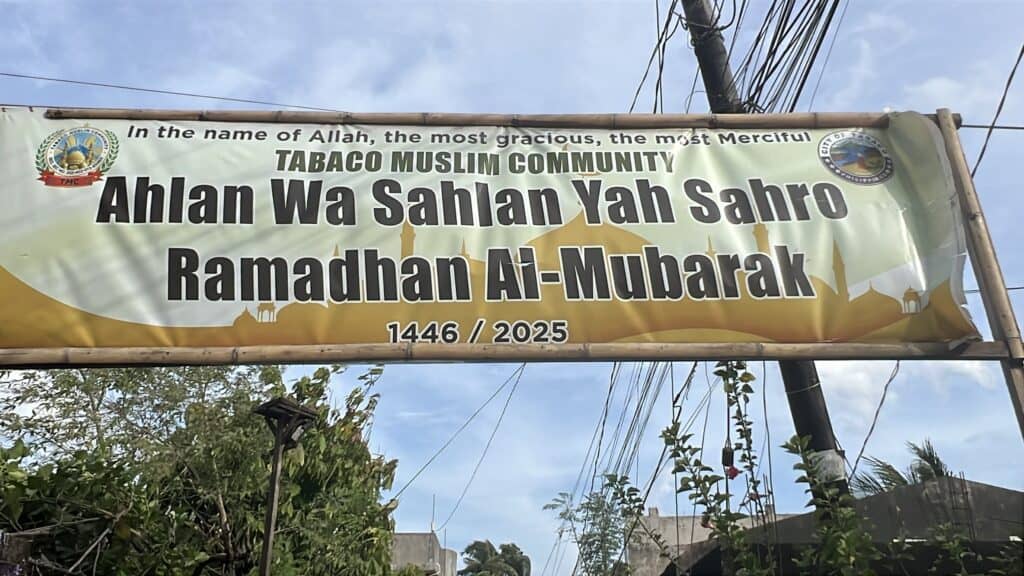 In the name of Allah, the most gracious, the most Merciful
TABACO MUSLIM COMMUNITY
Ahlan Wa Sahlan Yah Sahro
Ramadhan Al-Mubarak
1446 / 2025
TMC